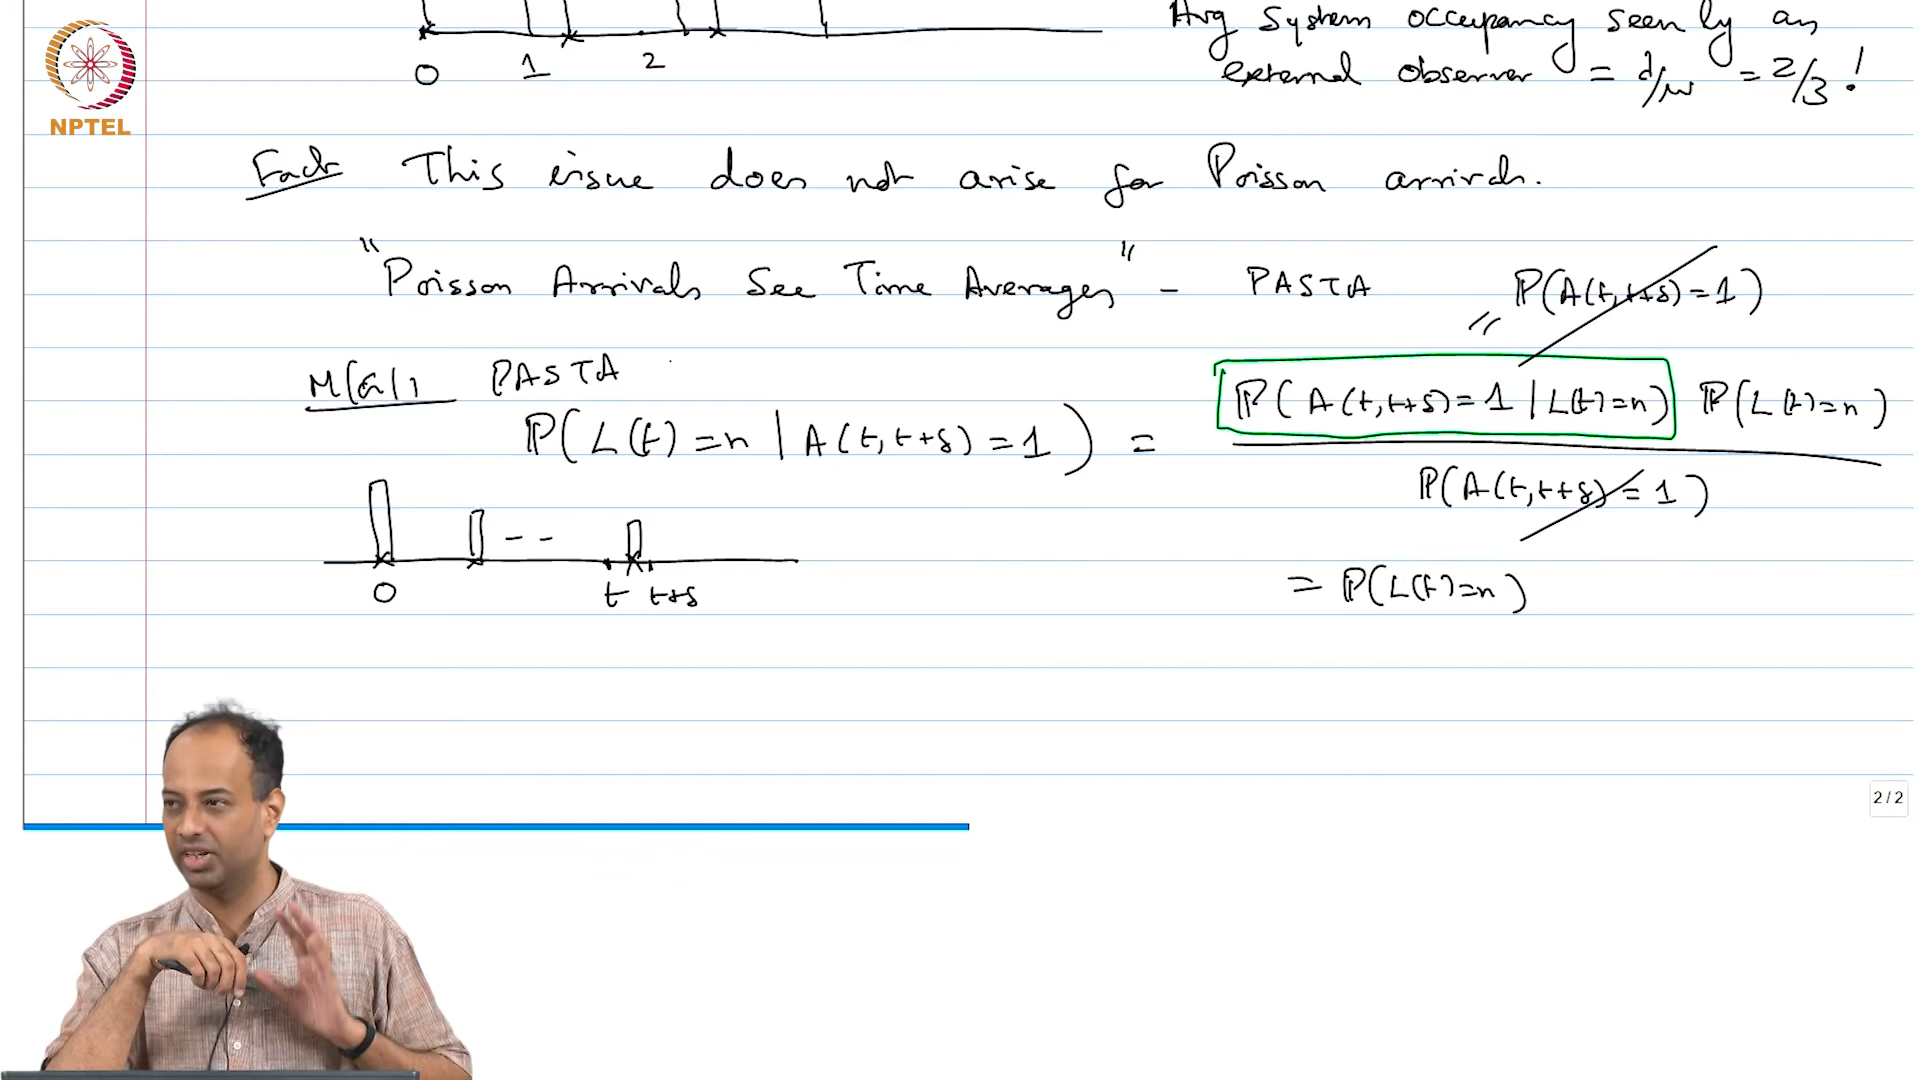 NPTEL
0 1 2
Avg System occupancy seen by an
external observer = λ/μ = 2/3 !
Fact This issue does not arise for Poisson arrivals.
"Poisson Arrivals See Time Averages" - PASTA
= P(A(t, t+δ) = 1)
M/G/1 PASTA
P(L(t) = n | A(t, t+δ) = 1) = P(A(t, t+δ) = 1 | L(t) = n) P(L(t) = n)
P(A(t, t+δ) = 1)
= P(L(t) = n)
0 t t+δ
2 / 2